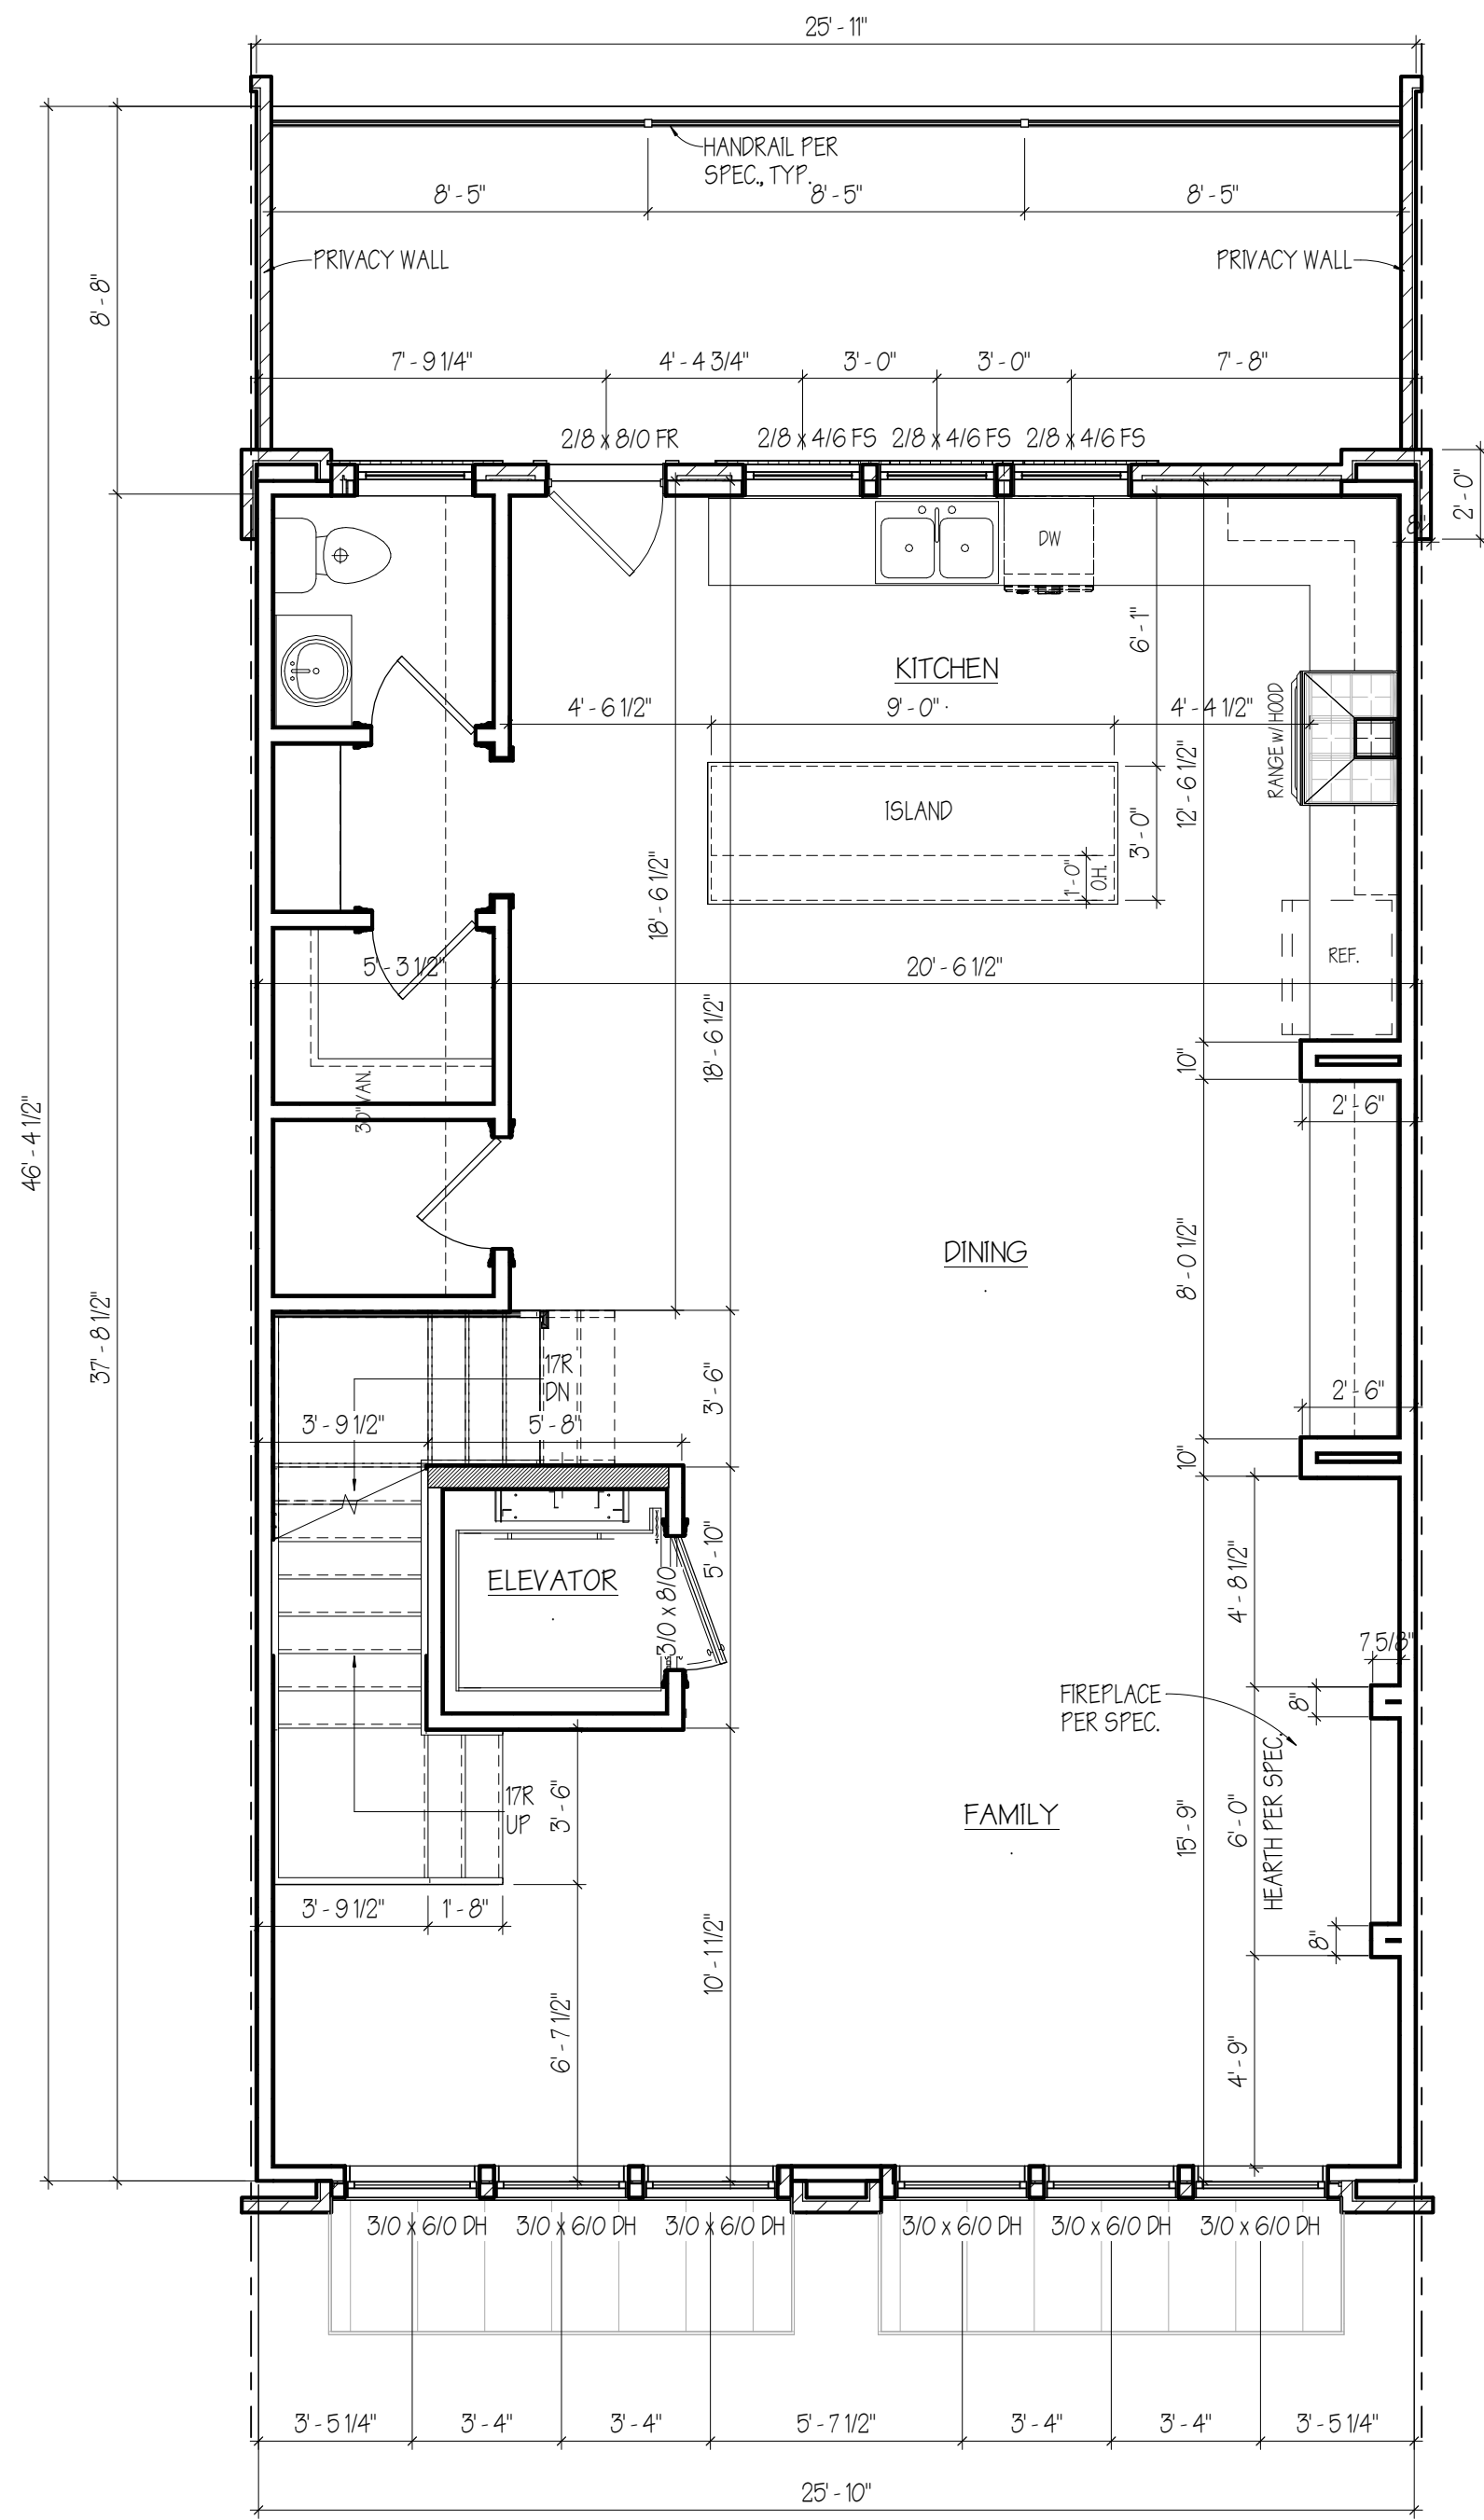 25' - 11"
HANDRAIL PER
SPEC., TYP.
8' - 5"
8' - 5"
8' - 5"
PRIVACY WALL
PRIVACY WALL
8' - 8"
7' - 9 1/4"
4' - 4 3/4"
3' - 0"
3' - 0"
7' - 8"
2/8 x 8/0 FR
2/8 x 4/6 FS
2/8 x 4/6 FS
2/8 x 4/6 FS
2' - 0"
8"
DW
6' - 1"
KITCHEN
4' - 6 1/2"
9' - 0"
4' - 4 1/2"
RANGE w/ HOOD
12' - 6 1/2"
ISLAND
3' - 0"
1' - 0"
O.H.
18' - 6 1/2"
REF.
5' - 3 1/2"
20' - 6 1/2"
18' - 6 1/2"
10"
30" VAN.
2' - 6"
46' - 4 1/2"
DINING
8' - 0 1/2"
37' - 8 1/2"
17R
DN
3' - 6"
2' - 6"
3' - 9 1/2"
5' - 8"
10"
5' - 10"
ELEVATOR
3/0 x 8/0
4' - 8 1/2"
7 5/8"
FIREPLACE
PER SPEC.
8"
HEARTH PER SPEC.
17R
UP
3' - 6"
FAMILY
15' - 9"
6' - 0"
3' - 9 1/2"
1' - 8"
10' - 1 1/2"
8"
6' - 7 1/2"
4' - 9"
3/0 x 6/0 DH
3/0 x 6/0 DH
3/0 x 6/0 DH
3/0 x 6/0 DH
3/0 x 6/0 DH
3/0 x 6/0 DH
3' - 5 1/4"
3' - 4"
3' - 4"
5' - 7 1/2"
3' - 4"
3' - 4"
3' - 5 1/4"
25' - 10"